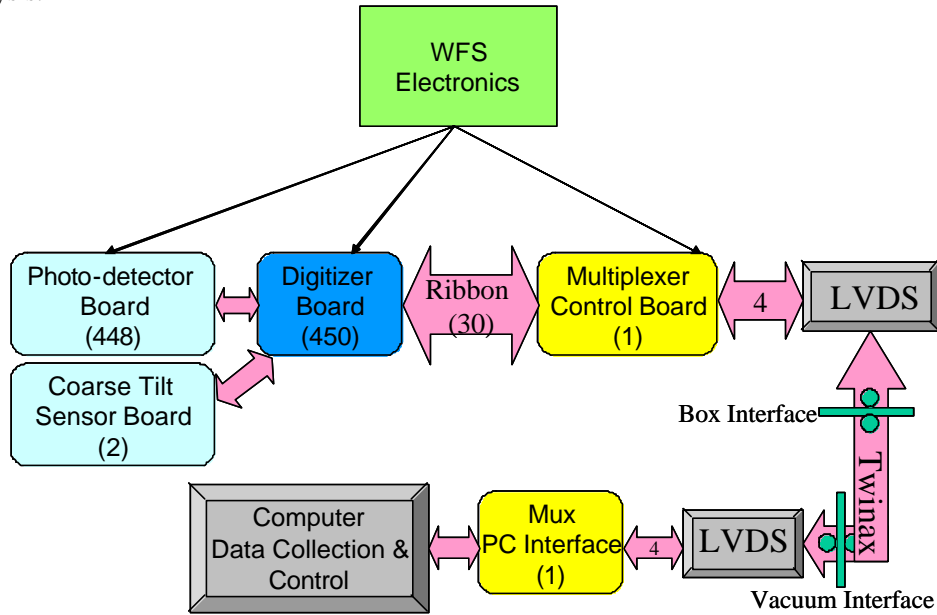 WFS
Electronics
Photo-detector
Board
(448)
Digitizer
Board
(450)
Ribbon
(30)
Multiplexer
Control Board
(1)
4
LVDS
Coarse Tilt
Sensor Board
(2)
Box Interface
Twinax
Computer
Data Collection &
Control
Mux
PC Interface
(1)
4
LVDS
Vacuum Interface